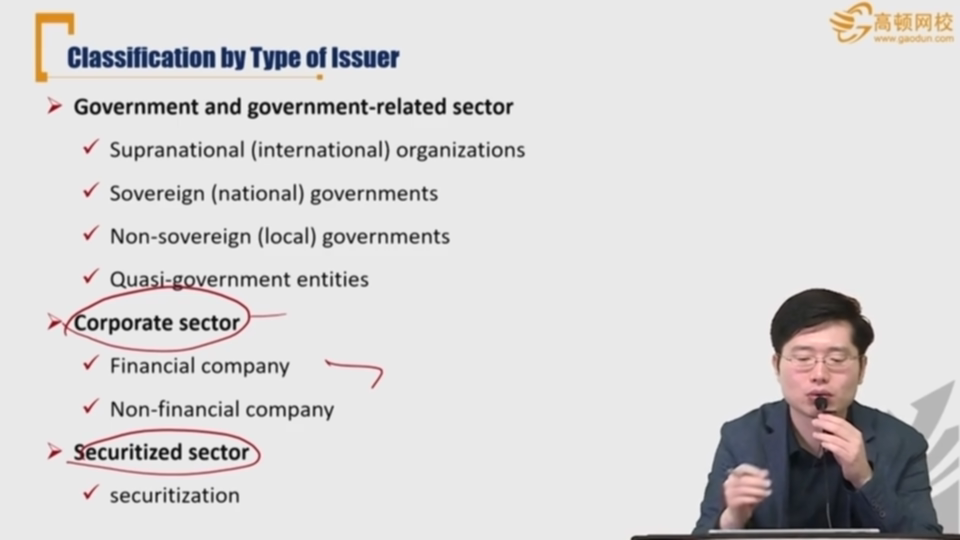 Classification by Type of Issuer
高顿网校
www.gaodun.com
Government and government-related sector
Supranational (international) organizations
Sovereign (national) governments
Non-sovereign (local) governments
Quasi-government entities
Corporate sector
Financial company
Non-financial company
Securitized sector
securitization